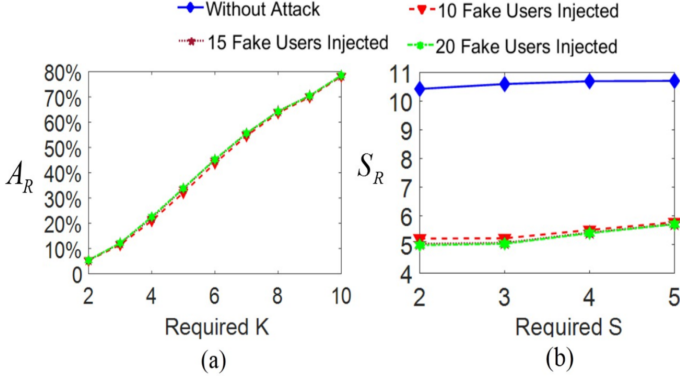 Without Attack
10 Fake Users Injected
15 Fake Users Injected
20 Fake Users Injected
80%
70%
60%
50%
40%
30%
20%
10%
0
A_R
2 4 6 8 10
Required K
(a)
11
10
9
8
7
6
5
4
S_R
2 3 4 5
Required S
(b)